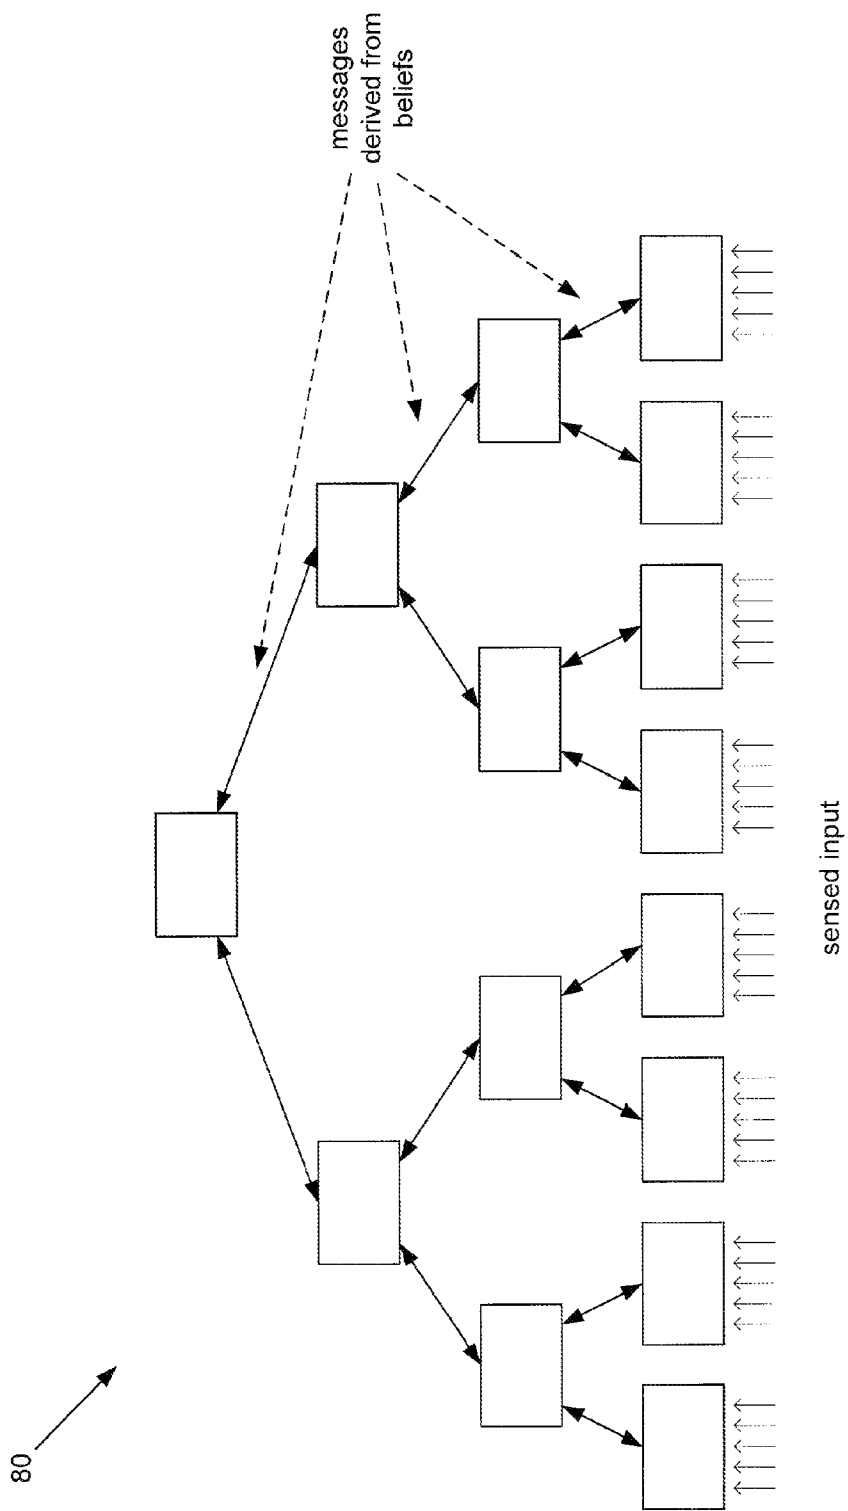 80
messages
derived from
beliefs
sensed input